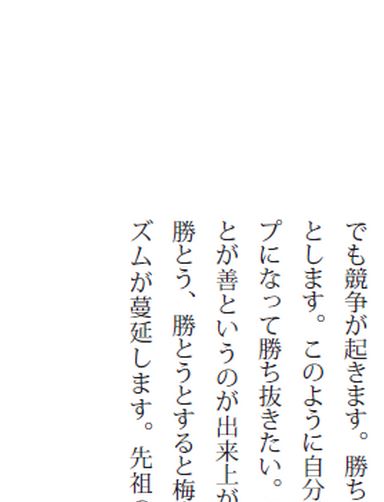 でも競争が起きます。勝ち
とします。このように自分
プになって勝ち抜きたい。
とが善というのが出来上が
勝とう、勝とうとすると梅
ズムが蔓延します。先祖